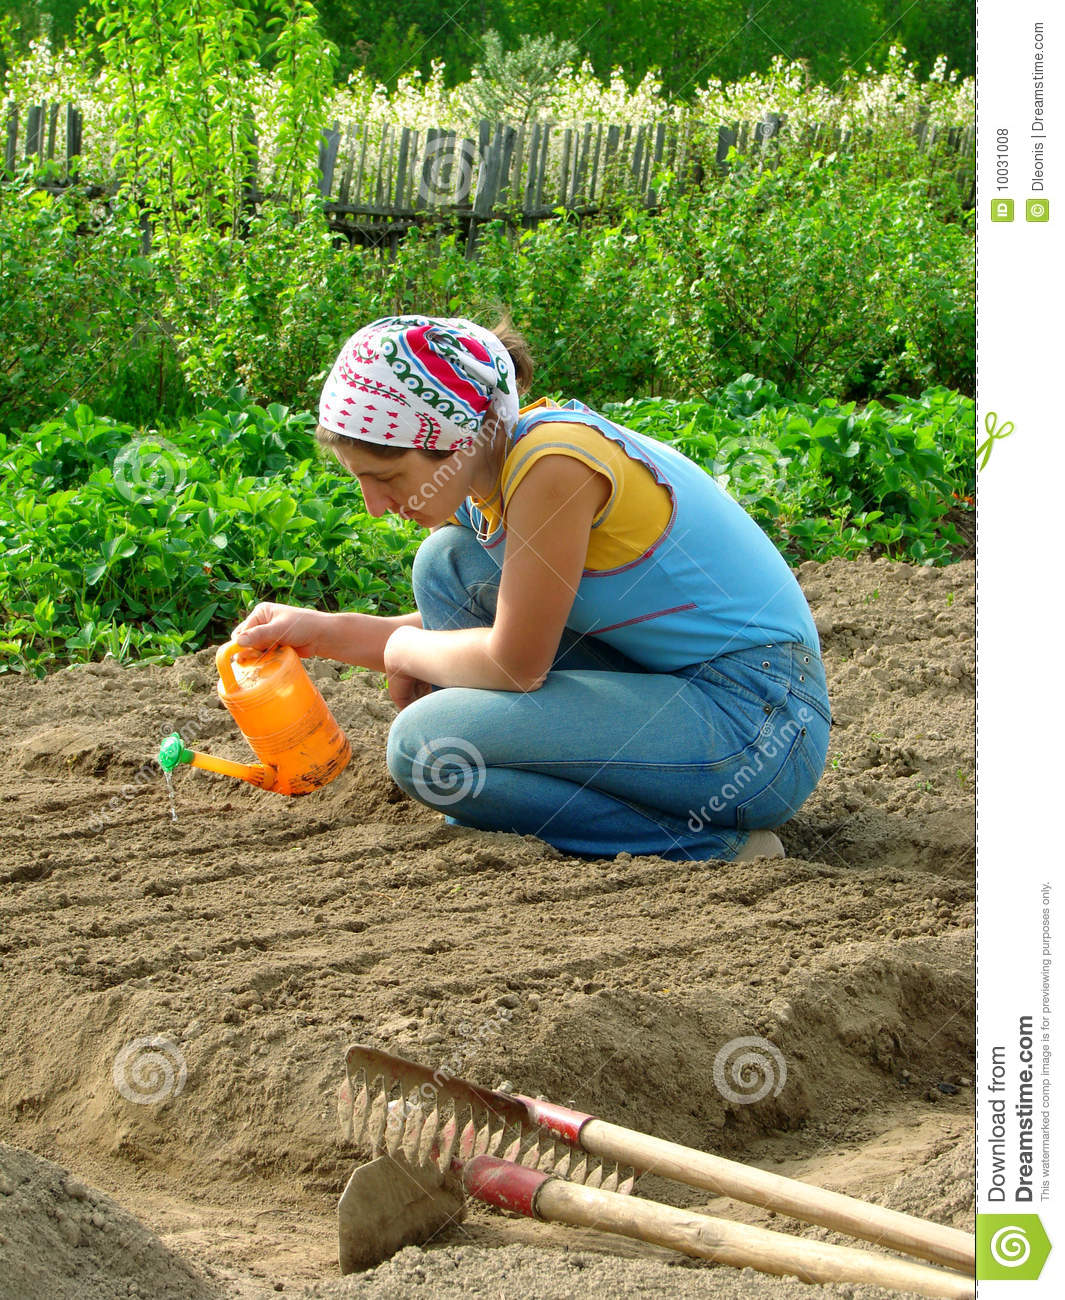 10031008
ID
Dleonis | Dreamstime.com
©
dreamstime
dreamstime
dreamstime
Download from
Dreamstime.com
This watermarked comp image is for previewing purposes only.